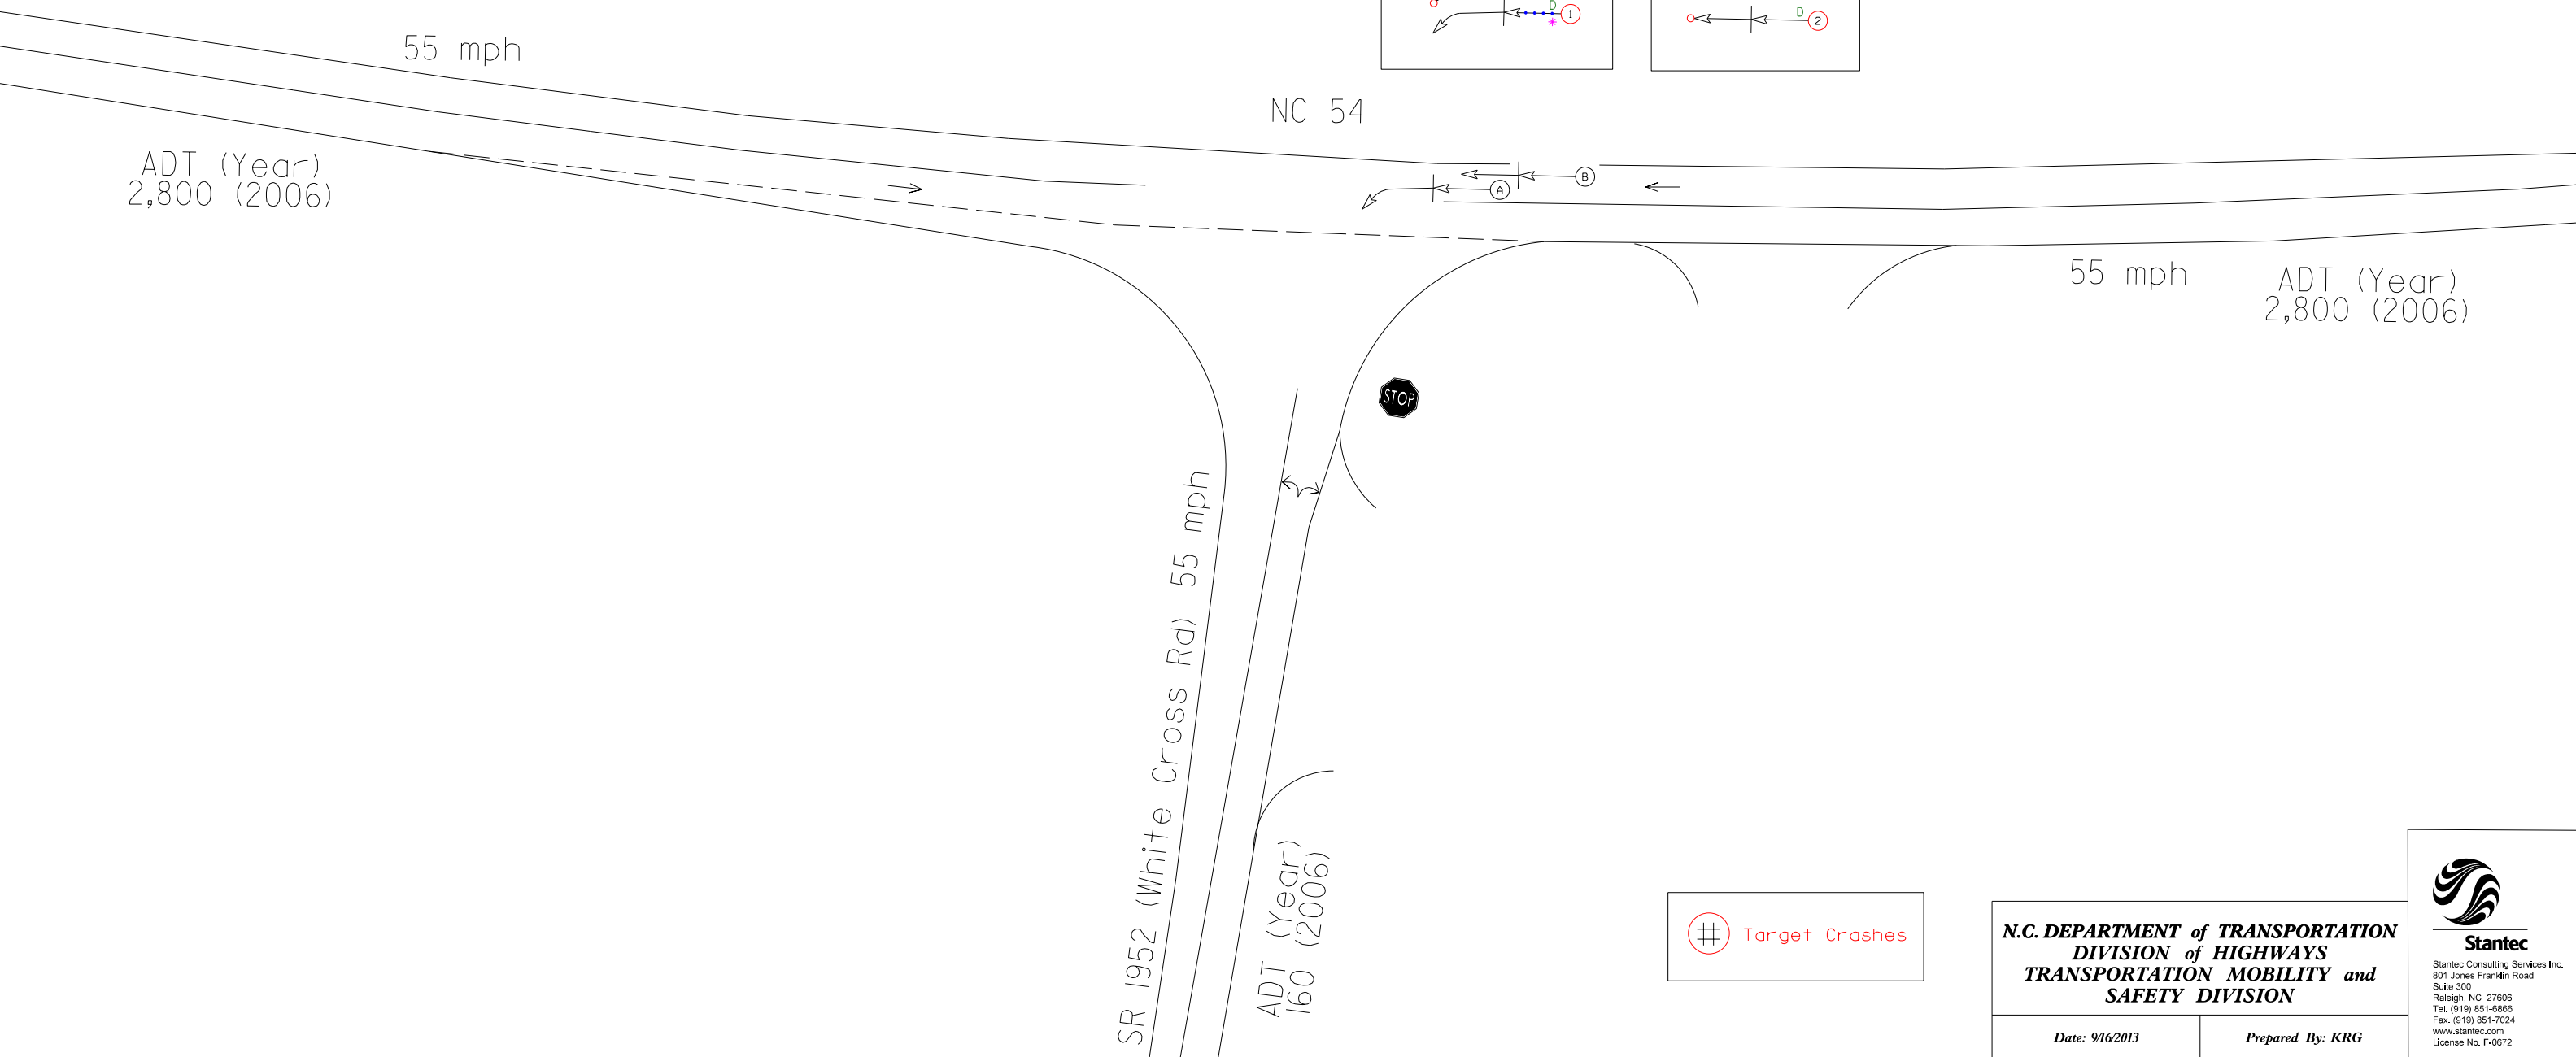 D
1
D
2
55 mph
NC 54
ADT (Year)
2,800 (2006)
B
A
55 mph
ADT (Year)
2,800 (2006)
STOP
SR 1952 (White Cross Rd) 55 mph
ADT (Year)
160 (2006)
# Target Crashes
N.C. DEPARTMENT of TRANSPORTATION
DIVISION of HIGHWAYS
TRANSPORTATION MOBILITY and
SAFETY DIVISION
Date: 9/16/2013
Prepared By: KRG
Stantec
Stantec Consulting Services Inc.
801 Jones Franklin Road
Suite 300
Raleigh, NC 27606
Tel. (919) 851-6866
Fax. (919) 851-7024
www.stantec.com
License No. F-0672